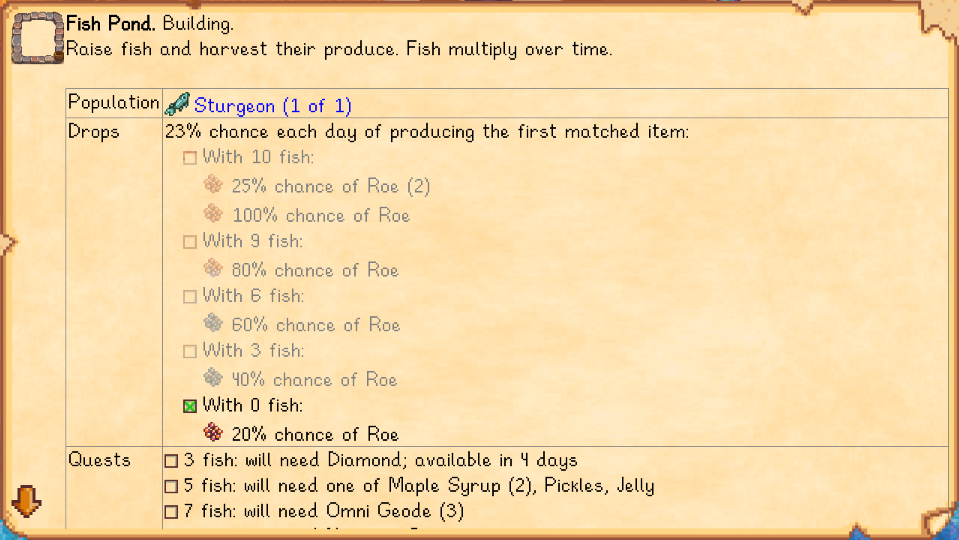 Fish Pond. Building.
Raise fish and harvest their produce. Fish multiply over time.
Population Sturgeon (1 of 1)
Drops 23% chance each day of producing the first matched item:
With 10 fish:
25% chance of Roe (2)
100% chance of Roe
With 9 fish:
80% chance of Roe
With 6 fish:
60% chance of Roe
With 3 fish:
40% chance of Roe
With 0 fish:
20% chance of Roe
Quests 3 fish: will need Diamond; available in 4 days
5 fish: will need one of Maple Syrup (2), Pickles, Jelly
7 fish: will need Omni Geode (3)